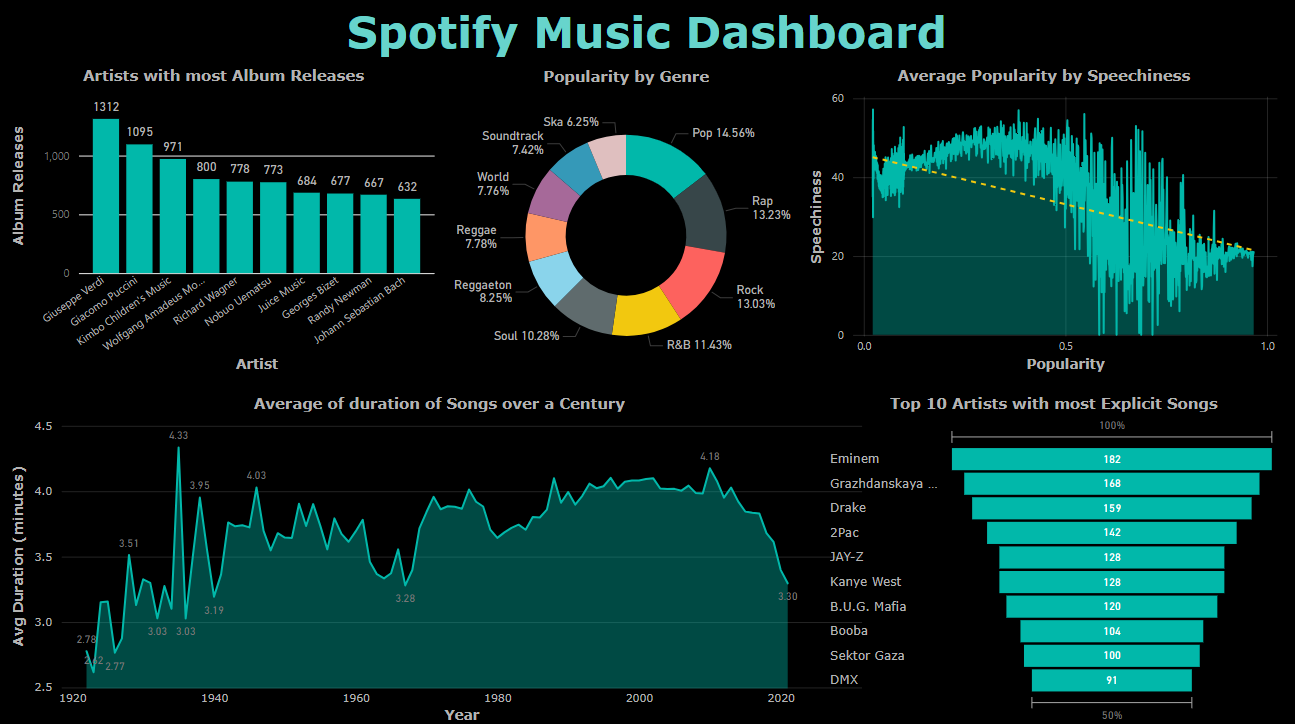 Spotify Music Dashboard
Artists with most Album Releases
Album Releases
1,000
500
0
1312
1095
971
800
778
773
684
677
667
632
Giuseppe Verdi
Giacomo Puccini
Kimbo Children's Music
Wolfgang Amadeus Mo...
Richard Wagner
Nobuo Uematsu
Juice Music
Georges Bizet
Randy Newman
Johann Sebastian Bach
Artist
Popularity by Genre
Pop 14.56%
Rap
13.23%
Rock
13.03%
R&B 11.43%
Soul 10.28%
Reggaeton
8.25%
Reggae
7.78%
World
7.76%
Soundtrack
7.42%
Ska 6.25%
Average Popularity by Speechiness
Speechiness
60
40
20
0
0.0
0.5
1.0
Popularity
Average of duration of Songs over a Century
Avg Duration (minutes)
4.5
4.0
3.5
3.0
2.5
2.78
2.62
2.77
3.51
3.03
4.33
3.03
3.95
3.19
4.03
3.28
4.18
3.30
1920
1940
1960
1980
2000
2020
Year
Top 10 Artists with most Explicit Songs
100%
Eminem 182
Grazhdanskaya ... 168
Drake 159
2Pac 142
JAY-Z 128
Kanye West 128
B.U.G. Mafia 120
Booba 104
Sektor Gaza 100
DMX 91
50%